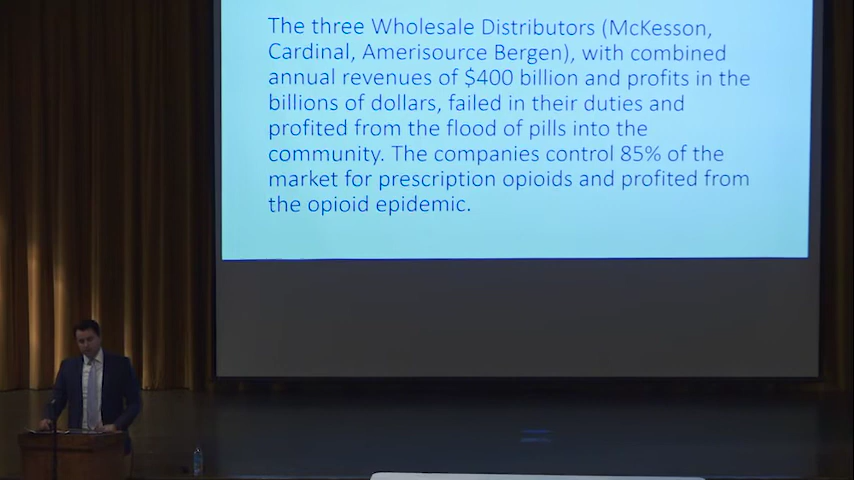 The three Wholesale Distributors (McKesson,
Cardinal, Amerisource Bergen), with combined
annual revenues of $400 billion and profits in the
billions of dollars, failed in their duties and
profited from the flood of pills into the
community. The companies control 85% of the
market for prescription opioids and profited from
the opioid epidemic.